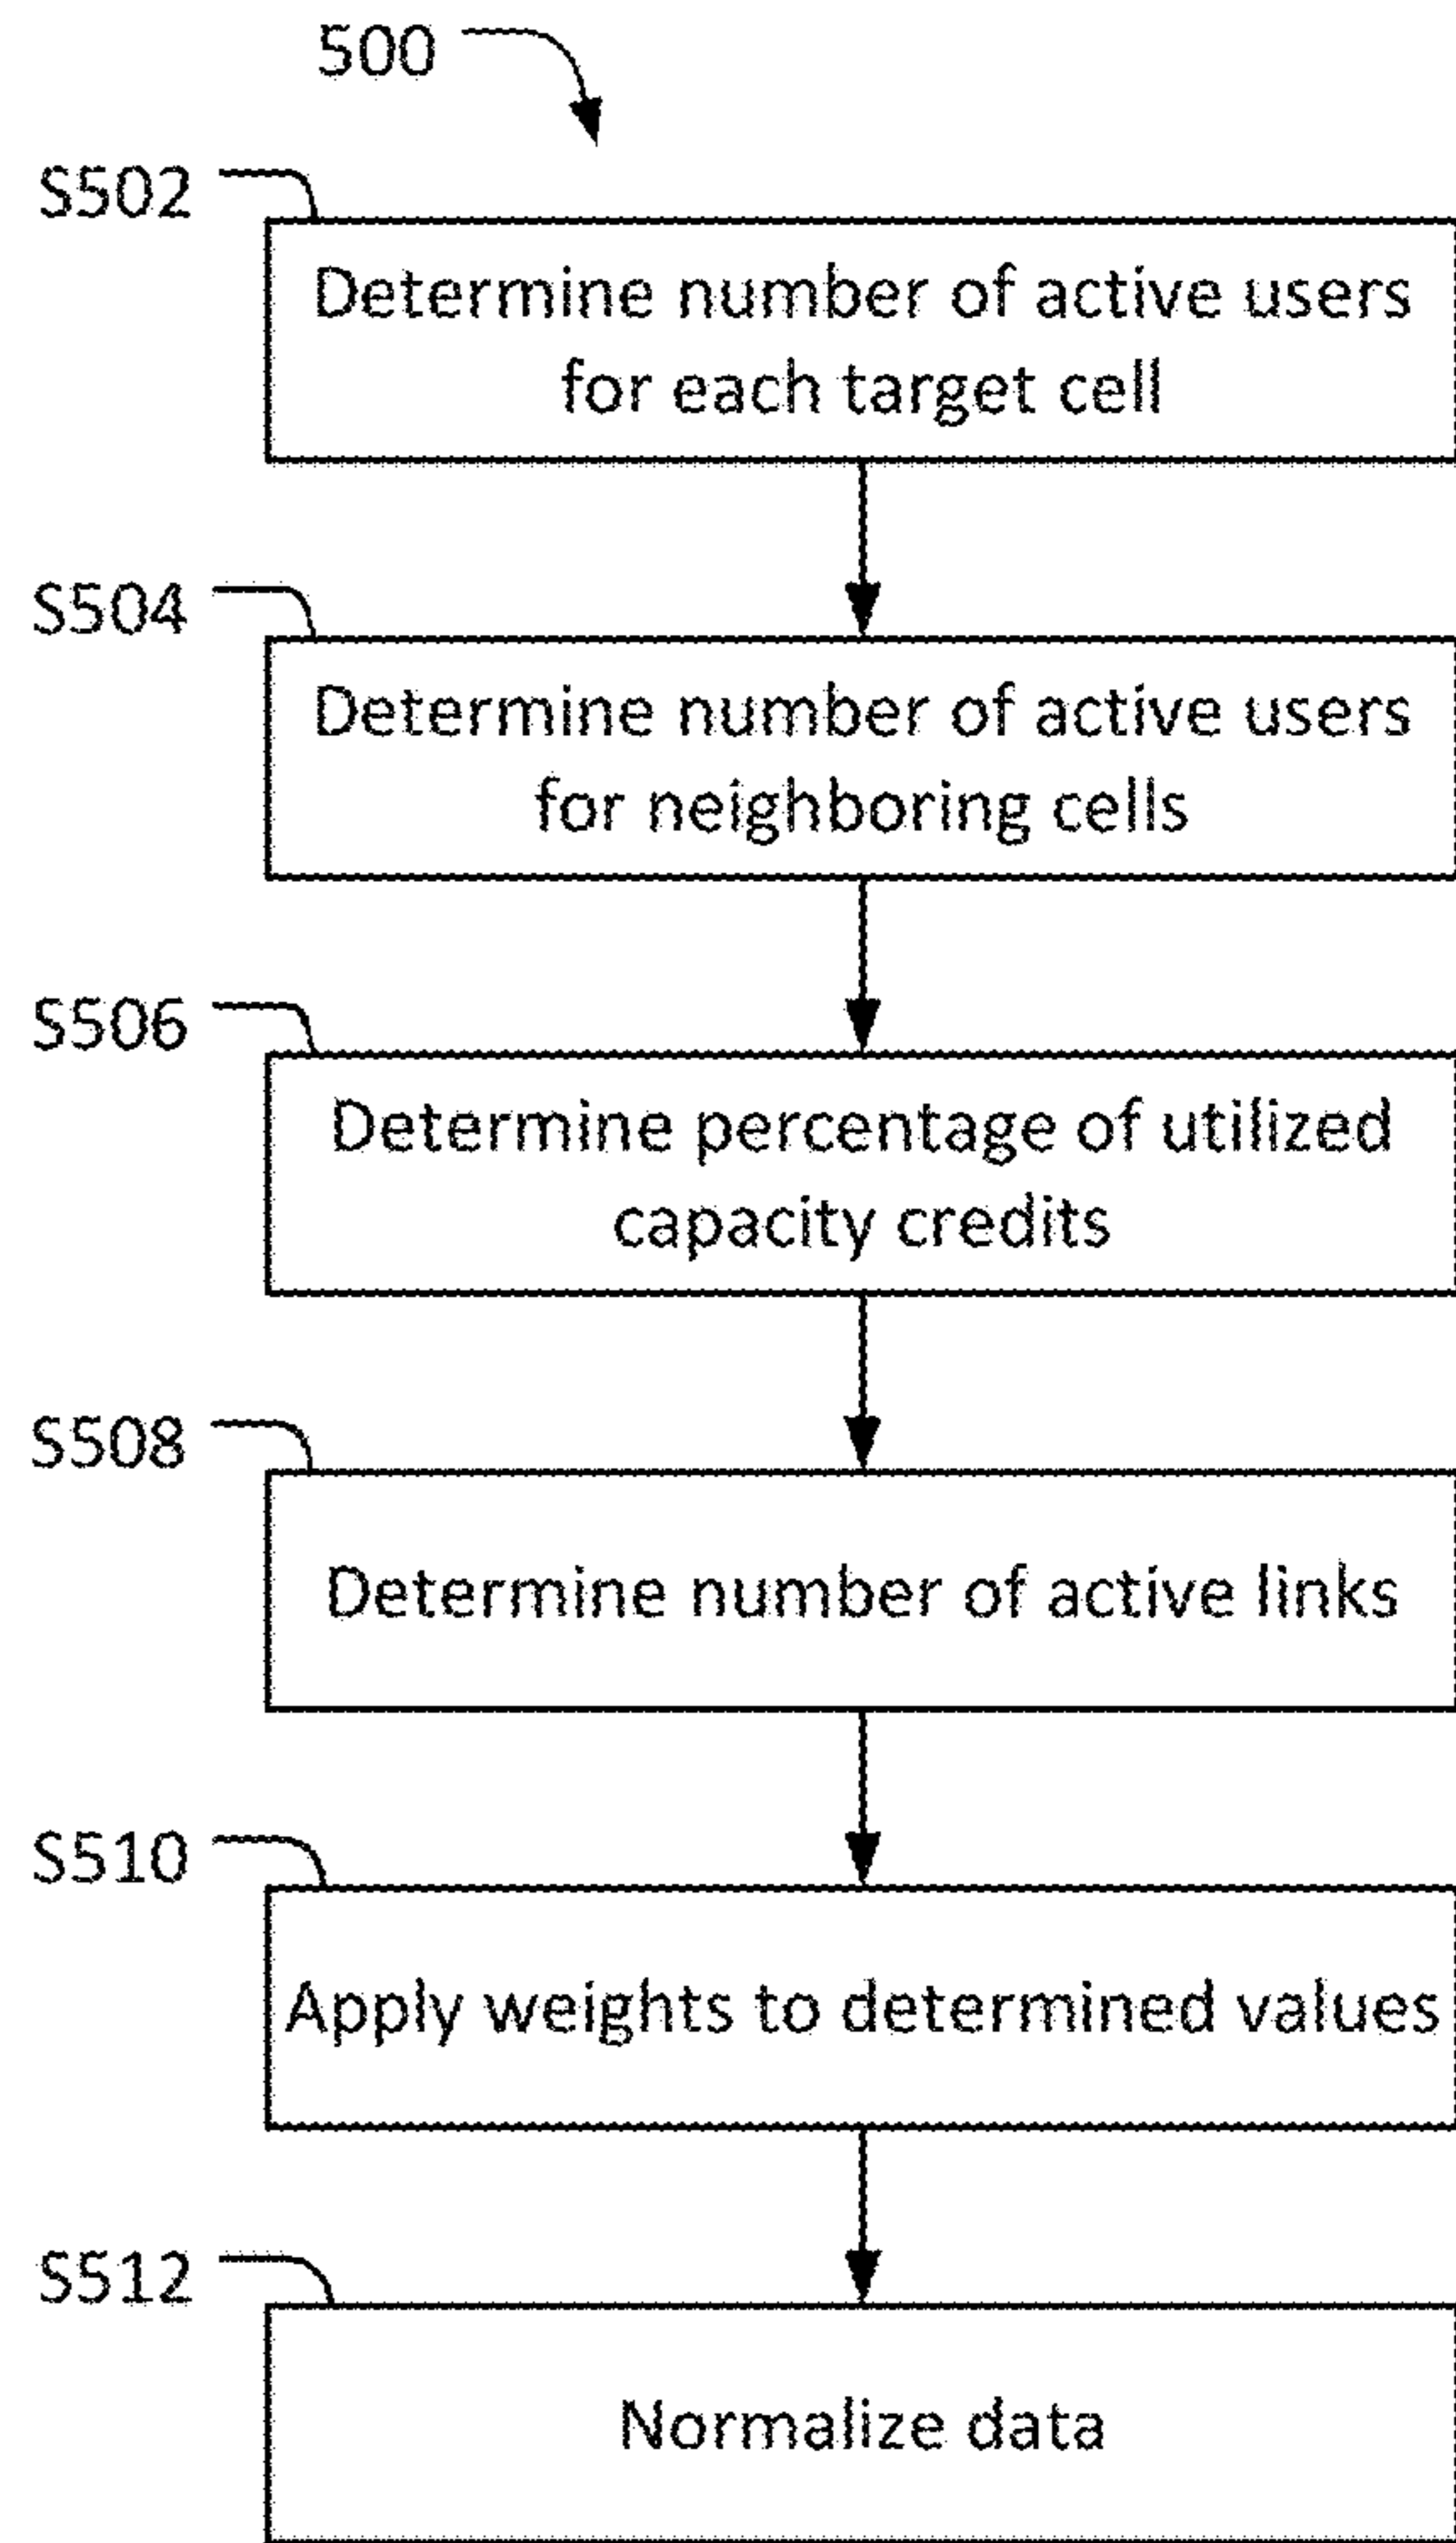 500
S502
Determine number of active users
for each target cell
S504
Determine number of active users
for neighboring cells
S506
Determine percentage of utilized
capacity credits
S508
Determine number of active links
S510
Apply weights to determined values
S512
Normalize data